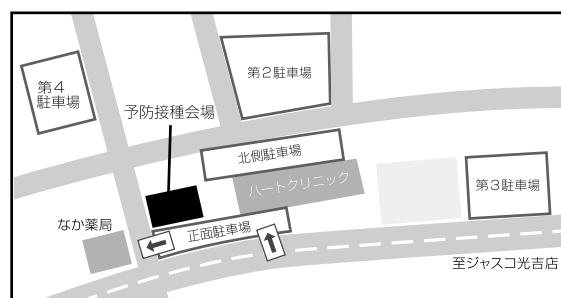 第2駐車場
第4
駐車場
予防接種会場
北側駐車場
ハートクリニック
第3駐車場
なか薬局
正面駐車場
至ジャスコ光吉店